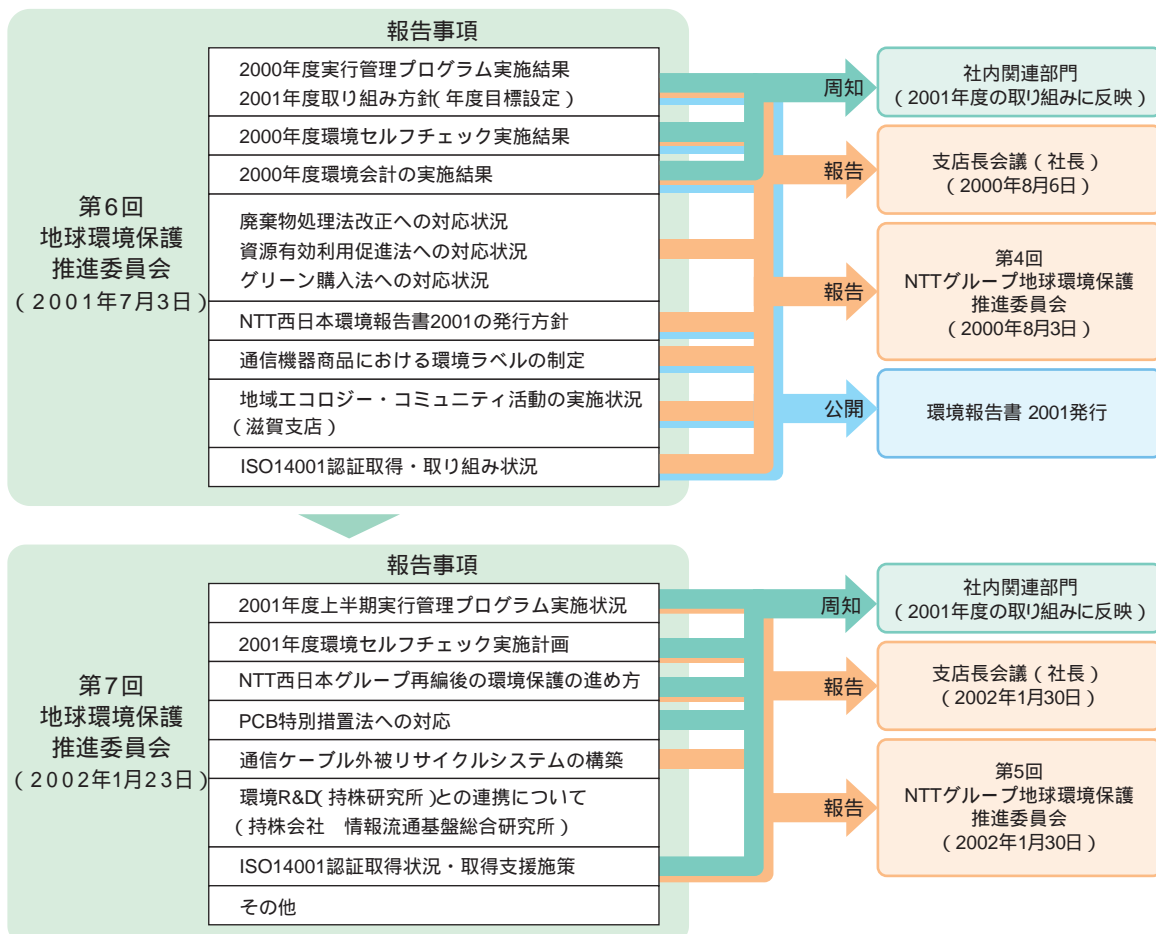 報告事項
第6回
地球環境保護
推進委員会
(2001年7月3日)
2000年度実行管理プログラム実施結果
2001年度取り組み方針(年度目標設定)
2000年度環境セルフチェック実施結果
2000年度環境会計の実施結果
廃棄物処理法改正への対応状況
資源有効利用促進法への対応状況
グリーン購入法への対応状況
NTT西日本環境報告書2001の発行方針
通信機器商品における環境ラベルの制定
地域エコロジー・コミュニティ活動の実施状況
(滋賀支店)
ISO14001認証取得・取り組み状況
周知
社内関連部門
(2001年度の取り組みに反映)
報告
支店長会議(社長)
(2000年8月6日)
報告
第4回
NTTグループ地球環境保護
推進委員会
(2000年8月3日)
公開
環境報告書 2001発行
報告事項
第7回
地球環境保護
推進委員会
(2002年1月23日)
2001年度上半期実行管理プログラム実施状況
2001年度環境セルフチェック実施計画
NTT西日本グループ再編後の環境保護の進め方
PCB特別措置法への対応
通信ケーブル外被リサイクルシステムの構築
環境R&D(持株研究所)との連携について
(持株会社 情報流通基盤総合研究所)
ISO14001認証取得状況・取得支援施策
その他
周知
社内関連部門
(2001年度の取り組みに反映)
報告
支店長会議(社長)
(2002年1月30日)
報告
第5回
NTTグループ地球環境保護
推進委員会
(2002年1月30日)